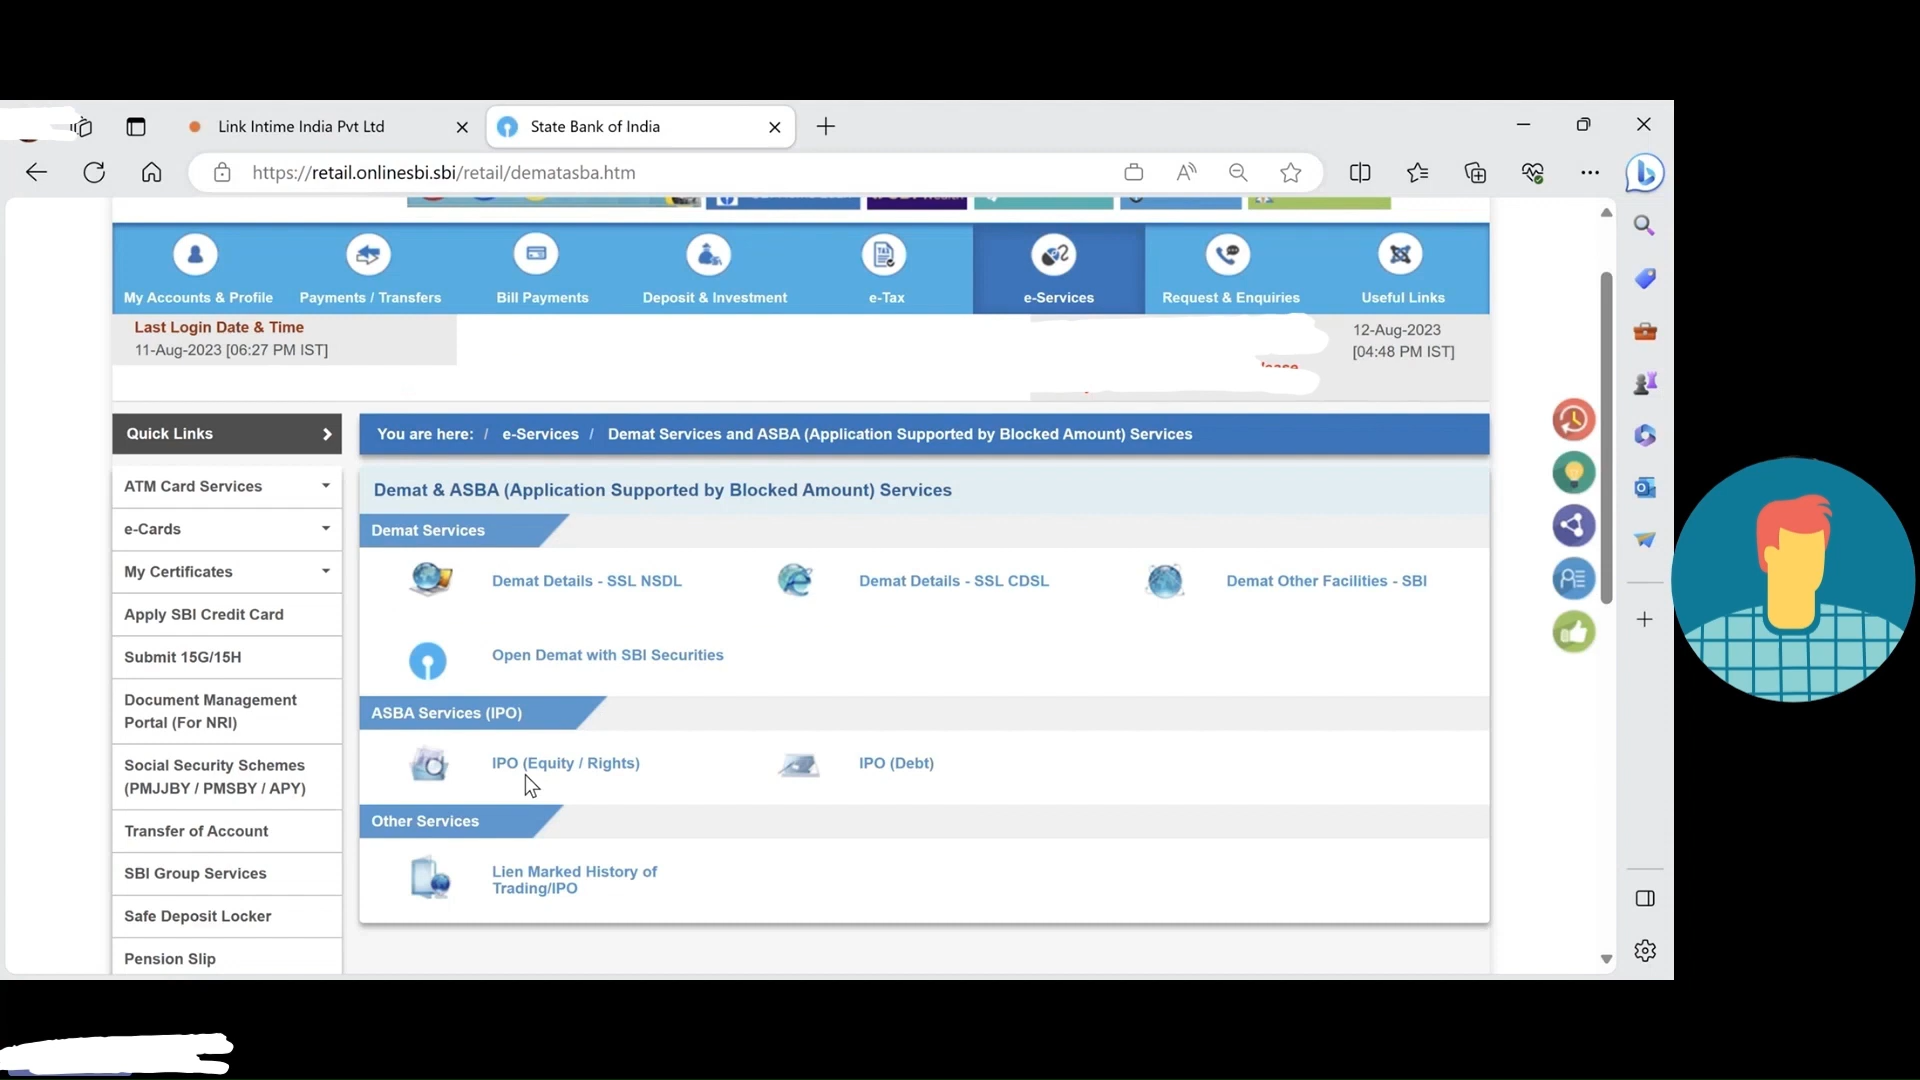 Link Intime India Pvt Ltd
State Bank of India
https://retail.onlinesbi.sbi/retail/dematasba.htm
My Accounts & Profile
Payments / Transfers
Bill Payments
Deposit & Investment
e-Tax
e-Services
Request & Enquiries
Useful Links
Last Login Date & Time
11-Aug-2023 [06:27 PM IST]
12-Aug-2023
[04:48 PM IST]
Quick Links
You are here: / e-Services / Demat Services and ASBA (Application Supported by Blocked Amount) Services
ATM Card Services
e-Cards
My Certificates
Apply SBI Credit Card
Submit 15G/15H
Document Management
Portal (For NRI)
Social Security Schemes
(PMJJBY / PMSBY / APY)
Transfer of Account
SBI Group Services
Safe Deposit Locker
Pension Slip
Demat & ASBA (Application Supported by Blocked Amount) Services
Demat Services
Demat Details - SSL NSDL
Demat Details - SSL CDSL
Demat Other Facilities - SBI
Open Demat with SBI Securities
ASBA Services (IPO)
IPO (Equity / Rights)
IPO (Debt)
Other Services
Lien Marked History of
Trading/IPO